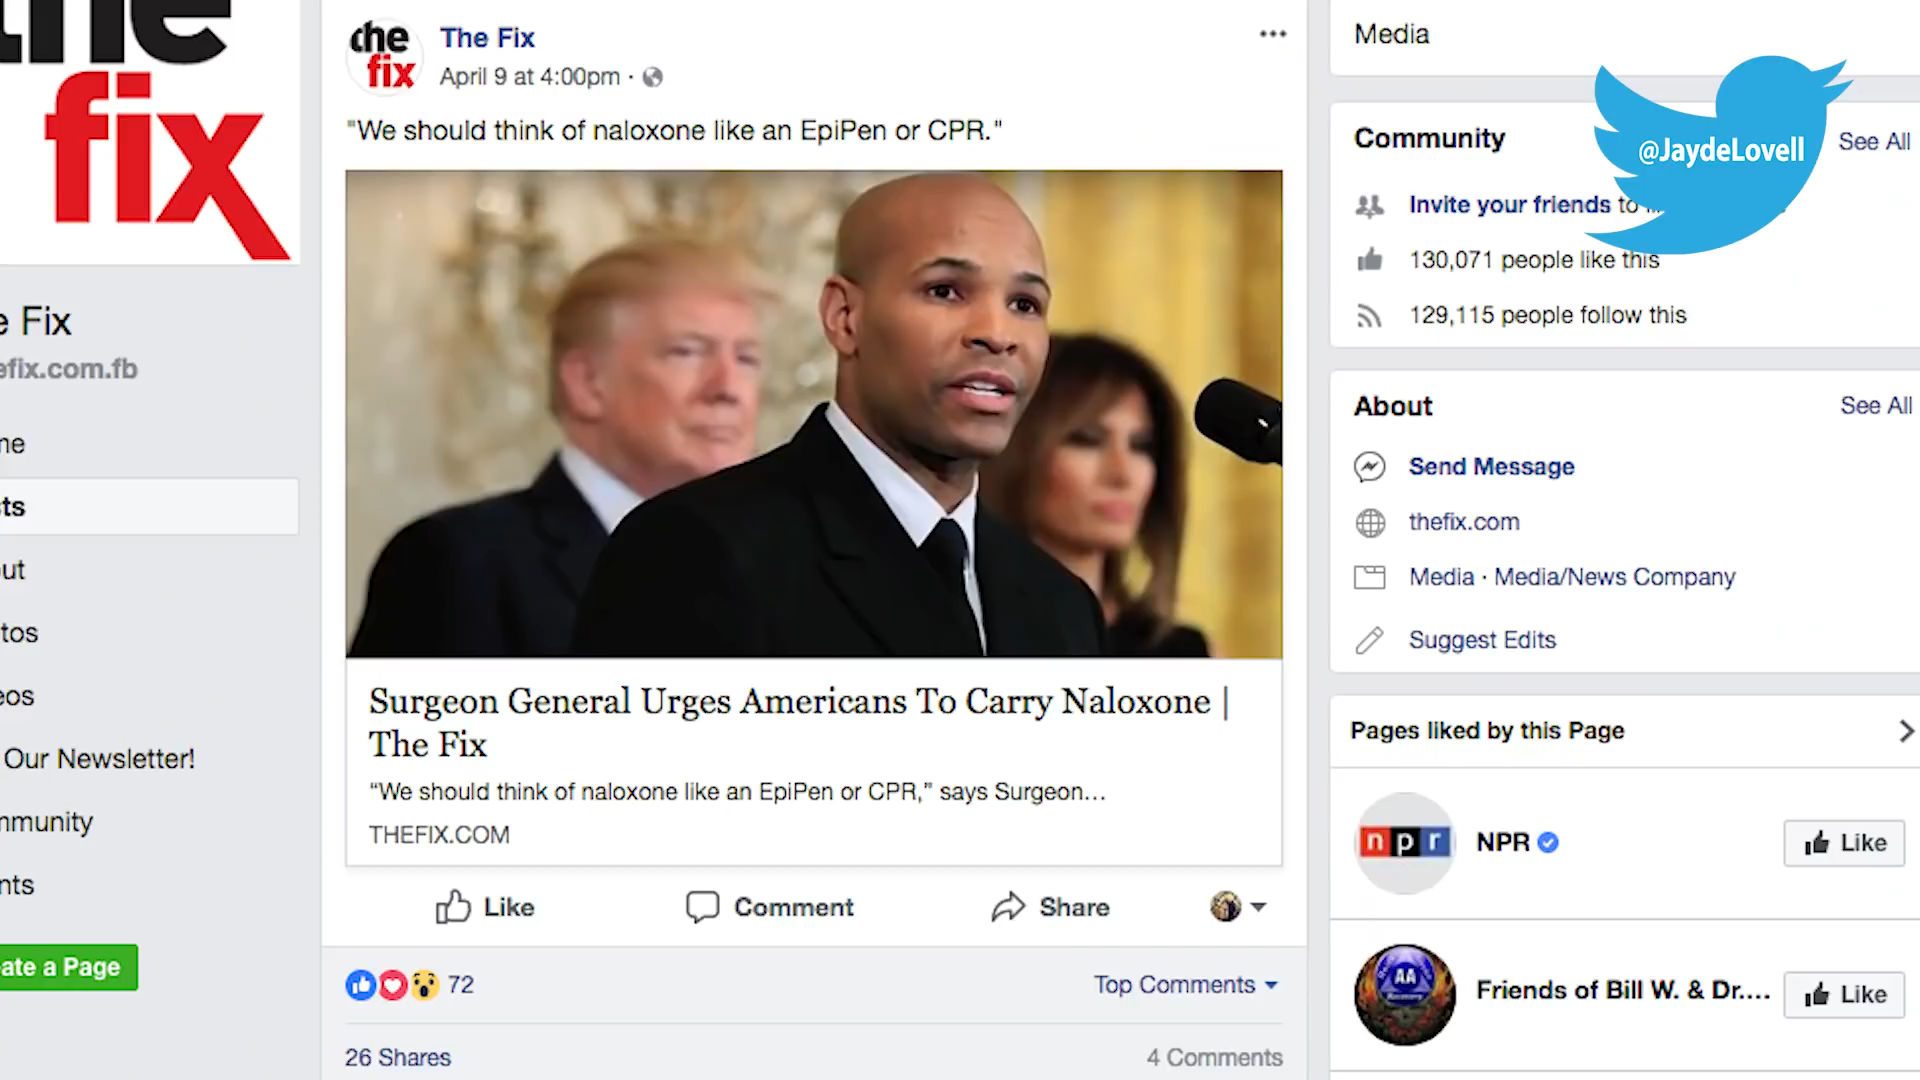 the
fix
e Fix
efix.com.fb
me
sts
out
tos
eos
Our Newsletter!
mmunity
nts
ate a Page
the
fix
The Fix
April 9 at 4:00pm ·
"We should think of naloxone like an EpiPen or CPR."
Surgeon General Urges Americans To Carry Naloxone |
The Fix
“We should think of naloxone like an EpiPen or CPR,” says Surgeon...
THEFIX.COM
Like
Comment
Share
72
Top Comments
26 Shares
4 Comments
Media
@JaydeLovell
Community
See All
Invite your friends to
130,071 people like this
129,115 people follow this
About
See All
Send Message
thefix.com
Media · Media/News Company
Suggest Edits
Pages liked by this Page
npr
NPR
Like
AA
Friends of Bill W. & Dr....
Like